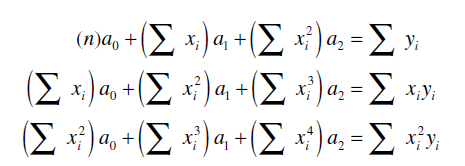 (n)a₀ + (∑ xᵢ) a₁ + (∑ xᵢ²) a₂ = ∑ yᵢ
(∑ xᵢ) a₀ + (∑ xᵢ²) a₁ + (∑ xᵢ³) a₂ = ∑ xᵢyᵢ
(∑ xᵢ²) a₀ + (∑ xᵢ³) a₁ + (∑ xᵢ⁴) a₂ = ∑ xᵢ²yᵢ